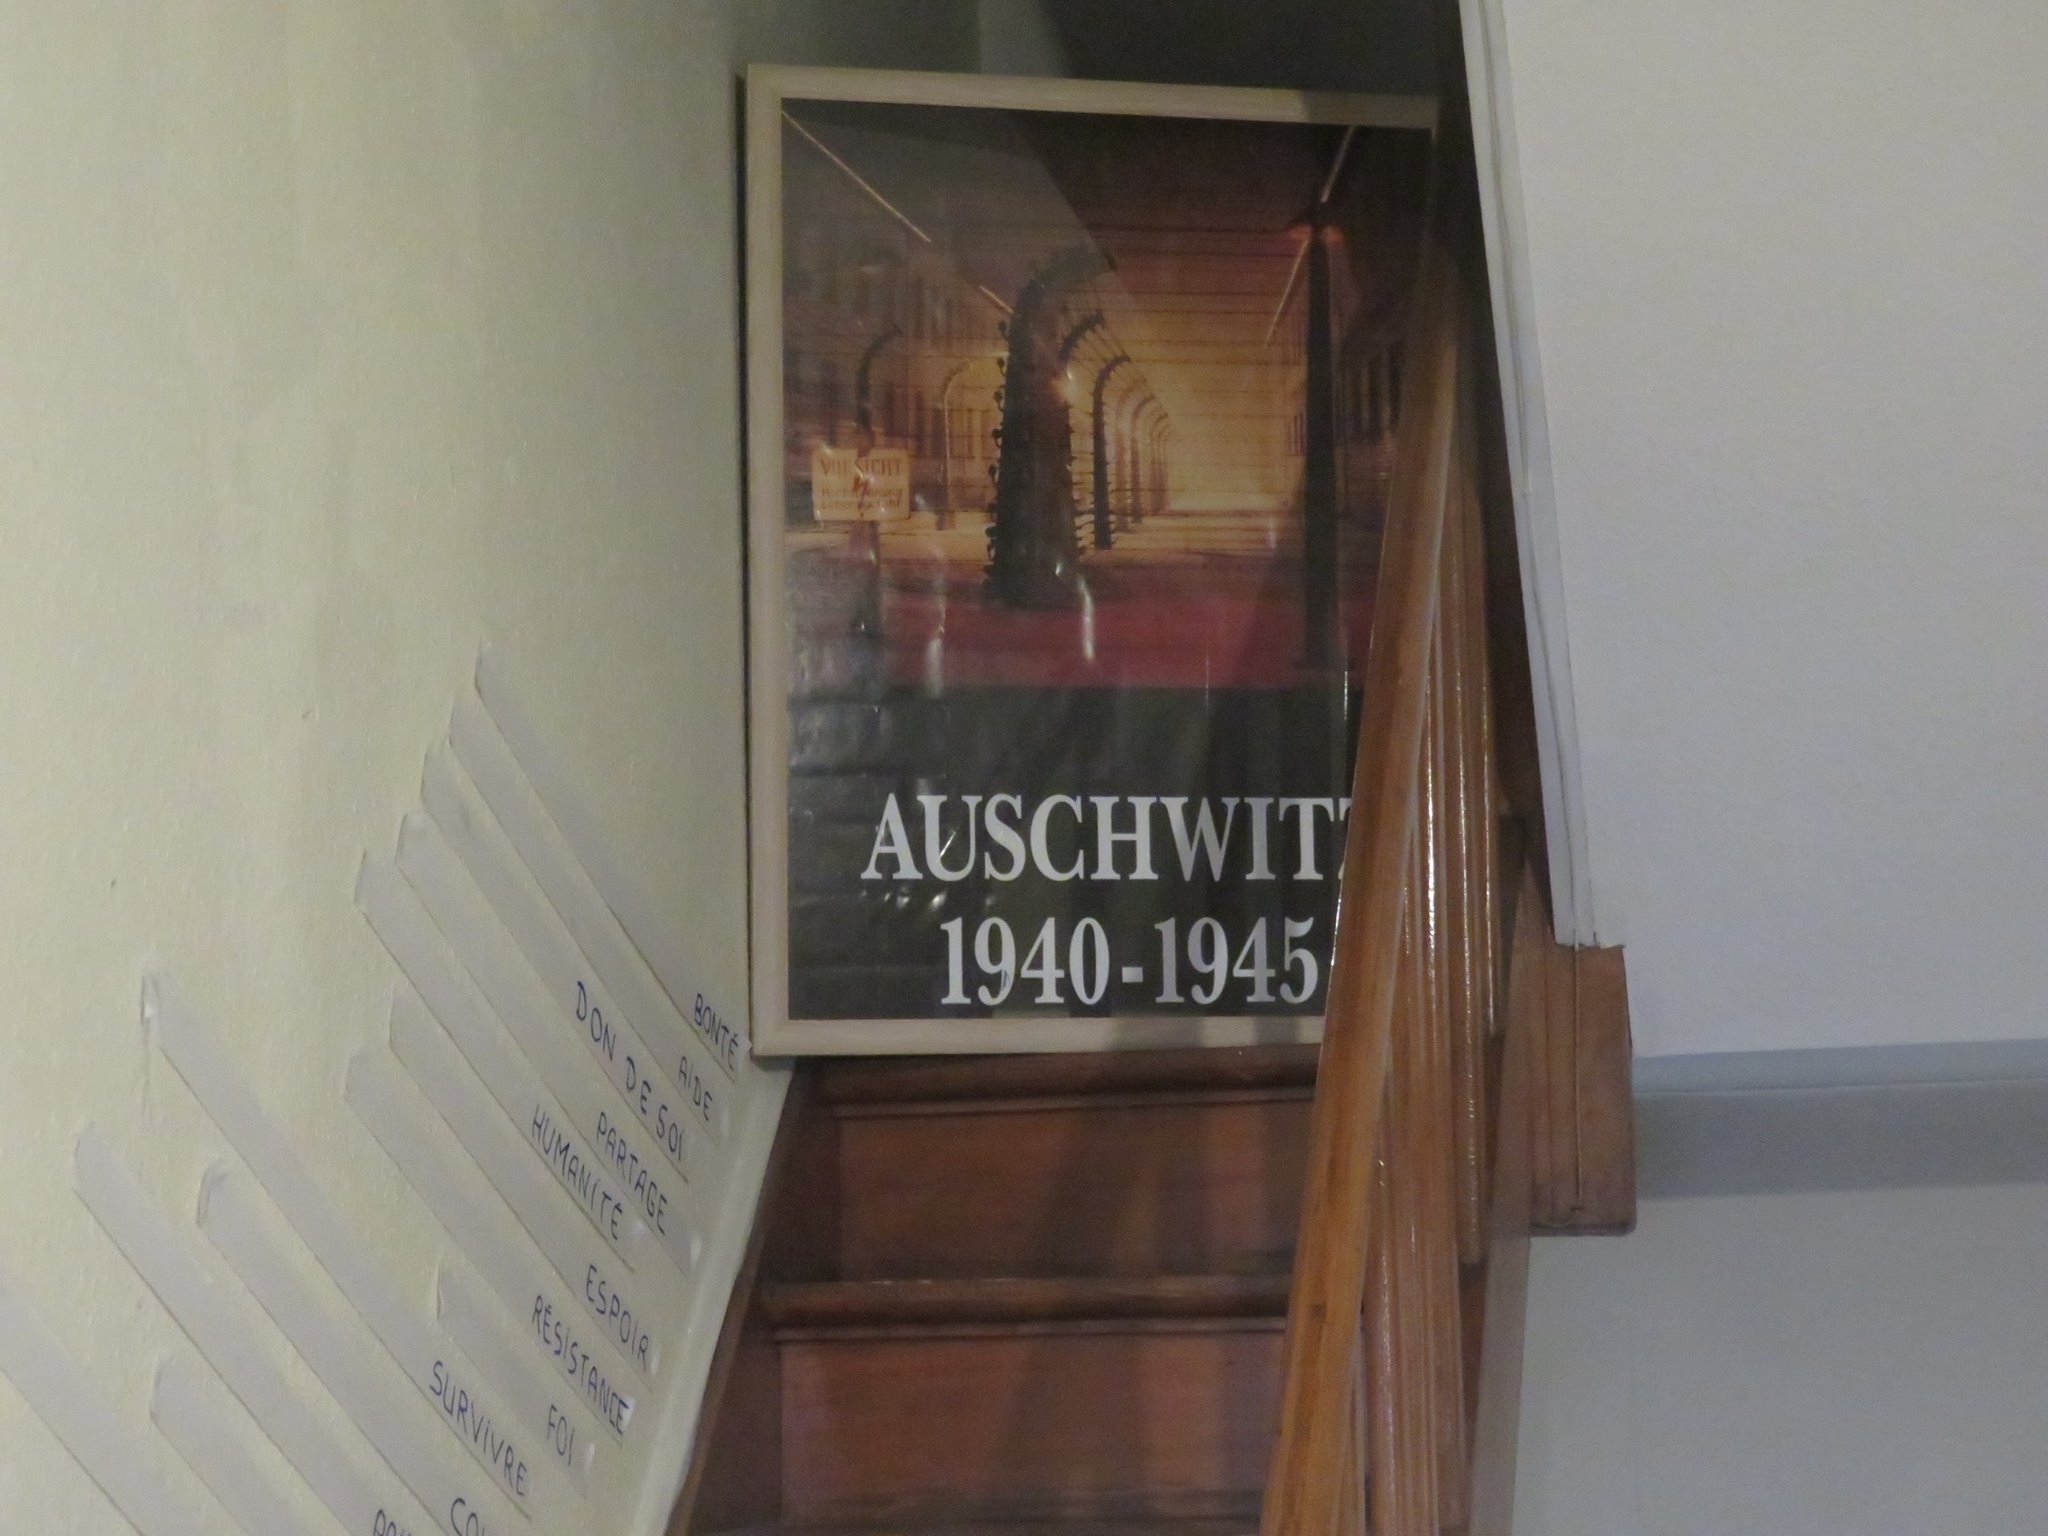 VORSICHT
AUSCHWITZ
1940-1945
BONTÉ
AIDE
DON DE SOI
PARTAGE
HUMANITÉ
ESPOIR
RÉSISTANCE
FOI
SURVIVRE